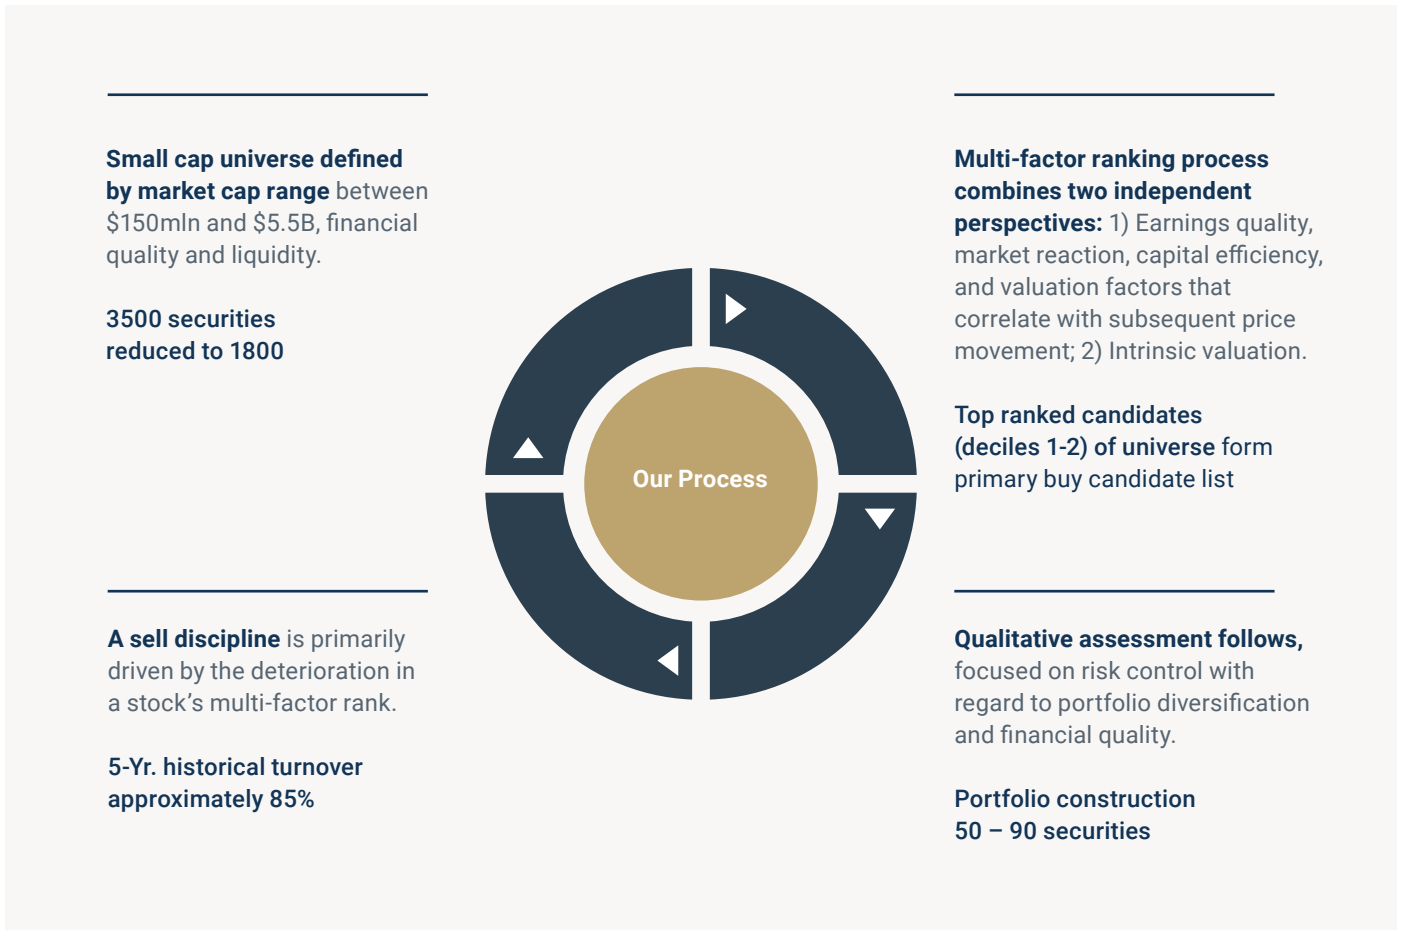 Small cap universe defined
by market cap range between
$150mln and $5.5B, financial
quality and liquidity.
3500 securities
reduced to 1800
Multi-factor ranking process
combines two independent
perspectives: 1) Earnings quality,
market reaction, capital efficiency,
and valuation factors that
correlate with subsequent price
movement; 2) Intrinsic valuation.
Top ranked candidates
(deciles 1-2) of universe form
primary buy candidate list
Our Process
A sell discipline is primarily
driven by the deterioration in
a stock’s multi-factor rank.
5-Yr. historical turnover
approximately 85%
Qualitative assessment follows,
focused on risk control with
regard to portfolio diversification
and financial quality.
Portfolio construction
50 – 90 securities